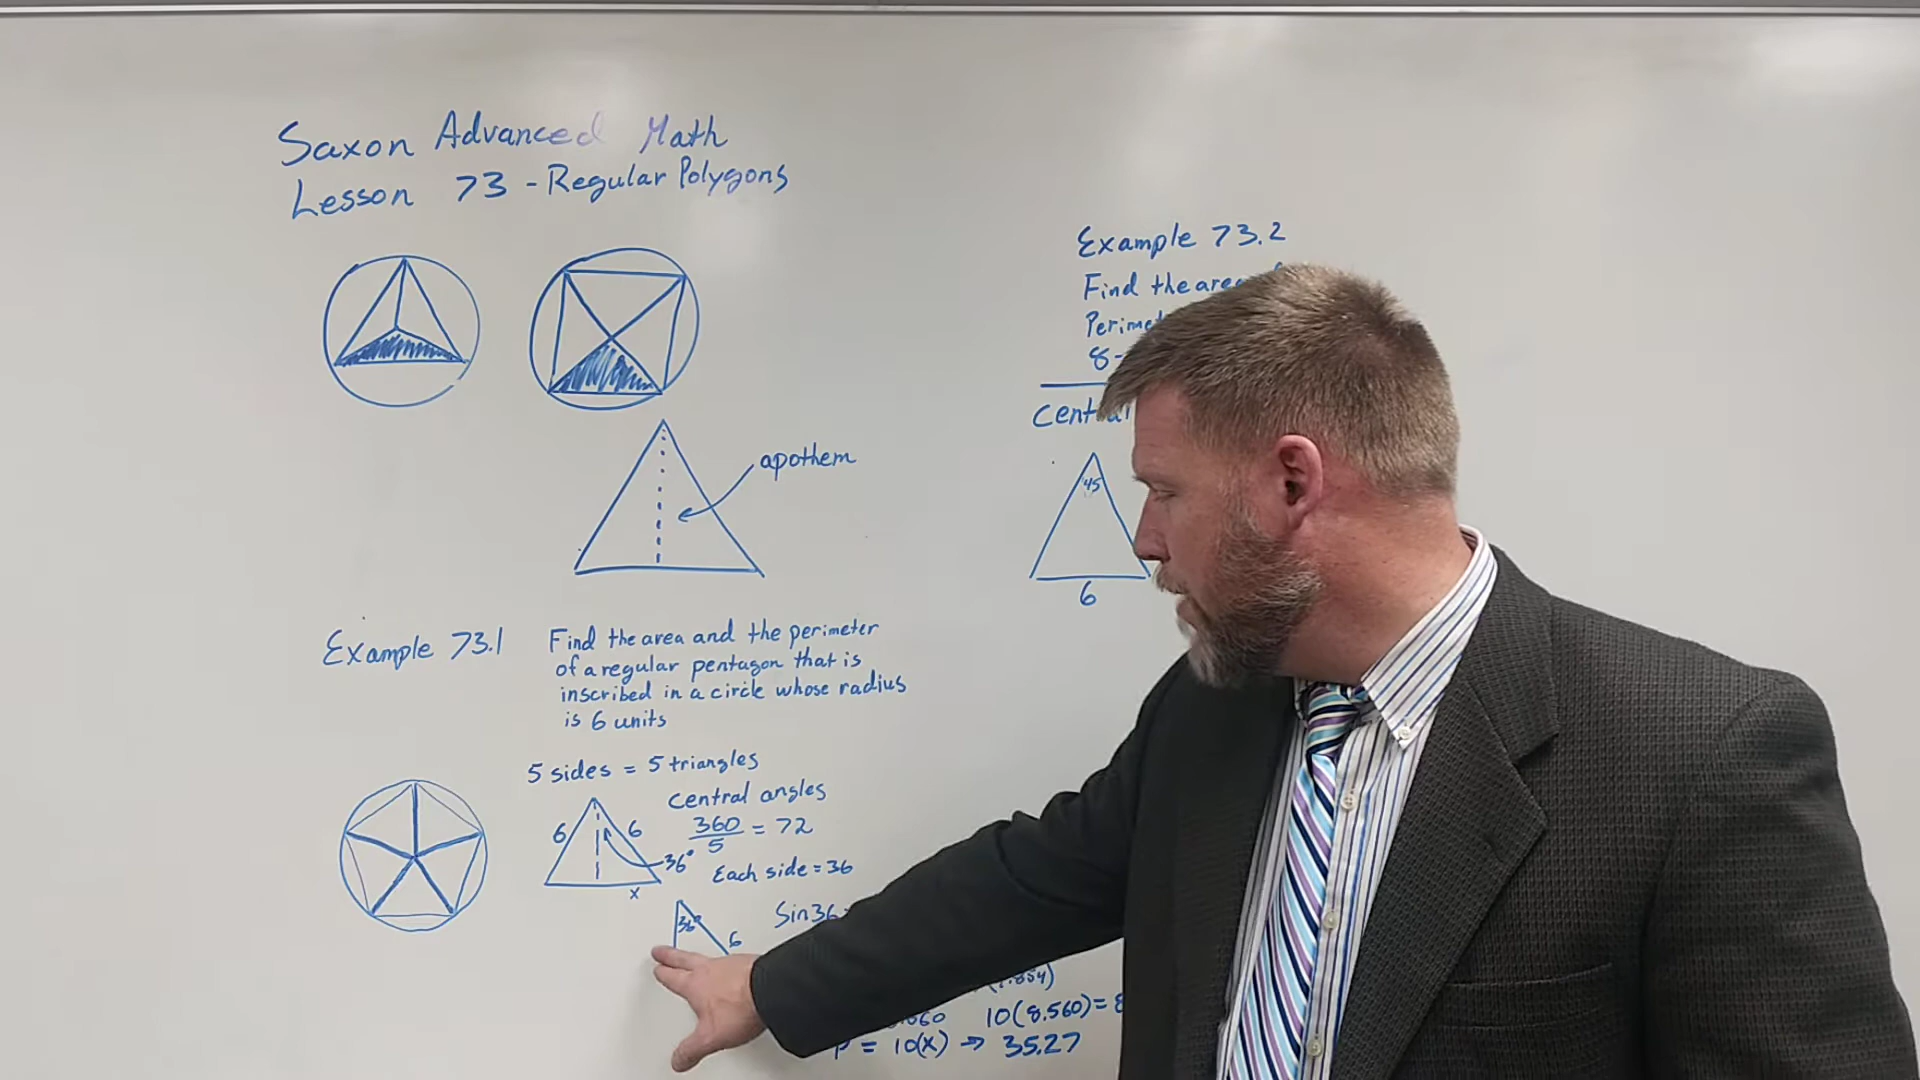 Saxon Advanced Math
Lesson 73 - Regular Polygons
apothem
Example 73.1
Find the area and the perimeter
of a regular pentagon that is
inscribed in a circle whose radius
is 6 units
5 sides = 5 triangles
Central angles
360/5 = 72
6 6
36°
Each side = 36
x
36°
6
Sin 36
10(8.560) =
P = 10(x) → 35.27
Example 73.2
Find the area
8-
45
6